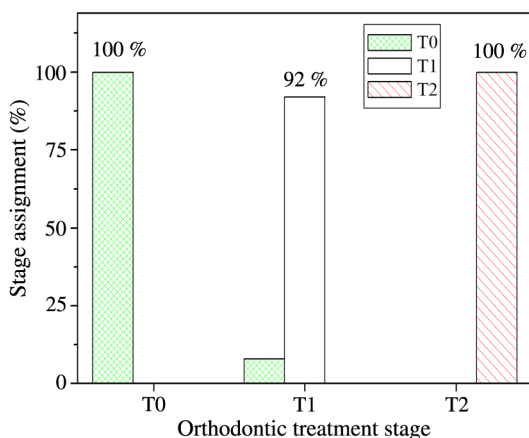 100 %
92 %
100 %
T0
T1
T2
100
75
50
25
0
Stage assignment (%)
T0
T1
T2
Orthodontic treatment stage